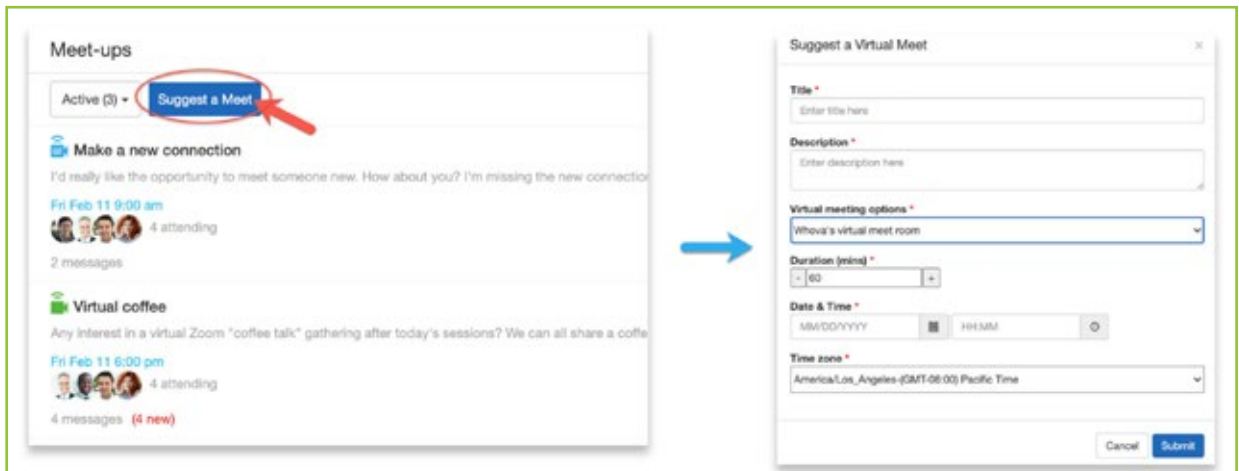 Meet-ups
Active (3)
Suggest a Meet
Make a new connection
I'd really like the opportunity to meet someone new. How about you? I'm missing the new connectio
Fri Feb 11 9:00 am
4 attending
2 messages
Virtual coffee
Any interest in a virtual Zoom "coffee talk" gathering after today's sessions? We can all share a coffe
Fri Feb 11 6:00 pm
4 attending
4 messages (4 new)
Suggest a Virtual Meet ×
Title *
Enter title here
Description *
Enter description here
Virtual meeting options *
Whova's virtual meet room
Duration (mins) *
- 60 +
Date & Time *
MM/DD/YYYY HH:MM
Time zone *
America/Los_Angeles-(GMT-08:00) Pacific Time
Cancel Submit